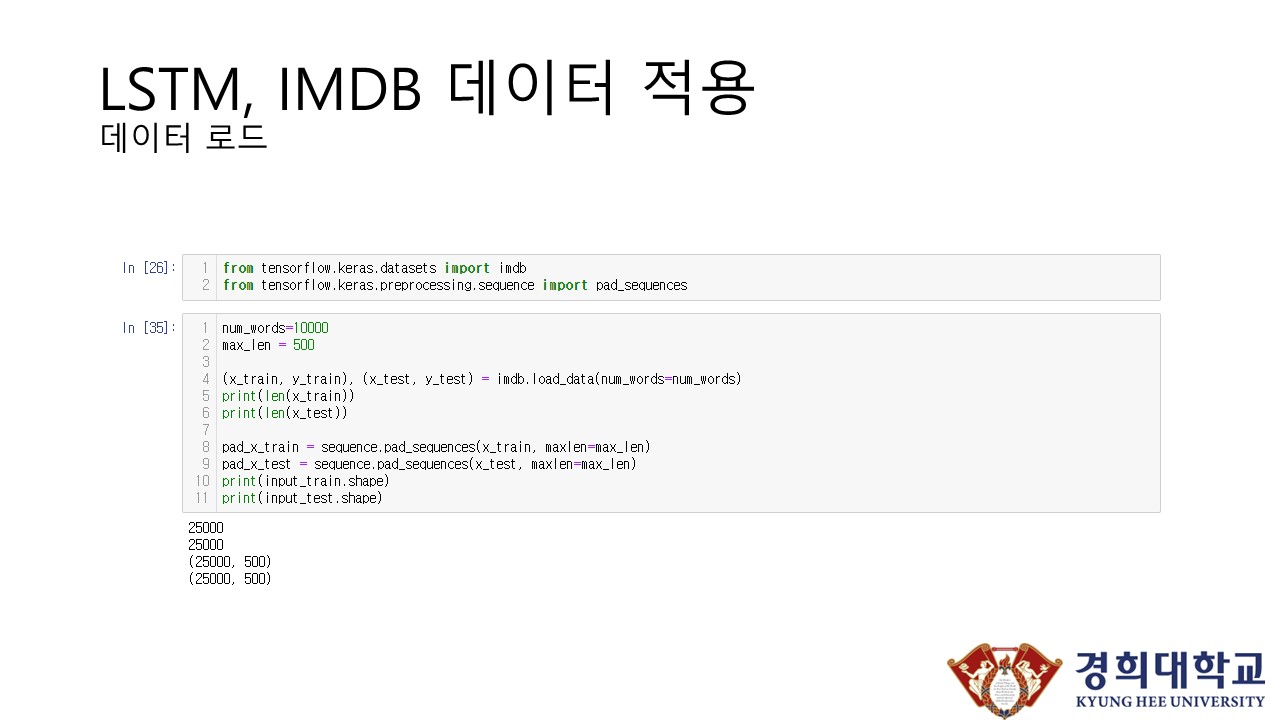 LSTM, IMDB 데이터 적용
데이터 로드
In [26]:
1 from tensorflow.keras.datasets import imdb
2 from tensorflow.keras.preprocessing.sequence import pad_sequences
In [35]:
1 num_words=10000
2 max_len = 500
3
4 (x_train, y_train), (x_test, y_test) = imdb.load_data(num_words=num_words)
5 print(len(x_train))
6 print(len(x_test))
7
8 pad_x_train = sequence.pad_sequences(x_train, maxlen=max_len)
9 pad_x_test = sequence.pad_sequences(x_test, maxlen=max_len)
10 print(input_train.shape)
11 print(input_test.shape)
25000
25000
(25000, 500)
(25000, 500)
경희대학교
KYUNG HEE UNIVERSITY